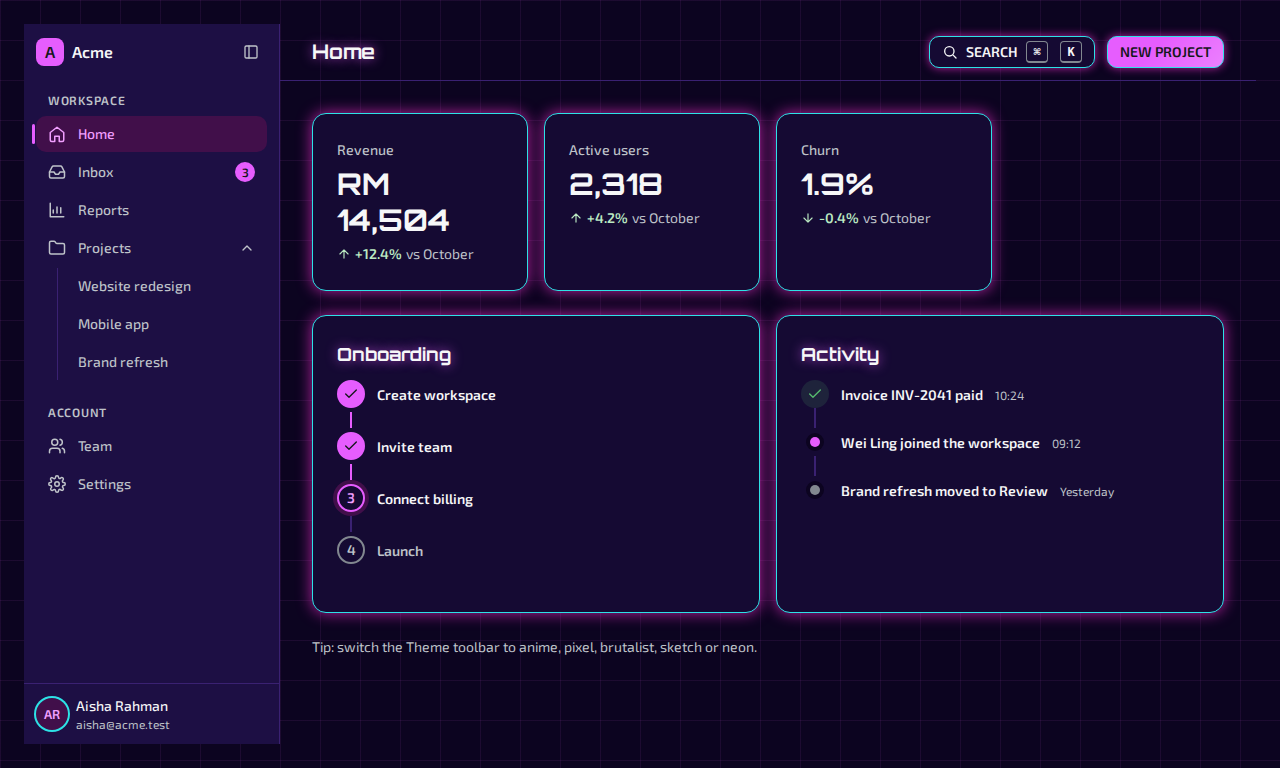 A Acme
WORKSPACE
Home
Inbox 3
Reports
Projects
Website redesign
Mobile app
Brand refresh
ACCOUNT
Team
Settings
AR Aisha Rahman
aisha@acme.test
Home
SEARCH ⌘ K NEW PROJECT
Revenue
RM
14,504
+12.4% vs October
Active users
2,318
+4.2% vs October
Churn
1.9%
-0.4% vs October
Onboarding
Create workspace
Invite team
3 Connect billing
4 Launch
Activity
Invoice INV-2041 paid 10:24
Wei Ling joined the workspace 09:12
Brand refresh moved to Review Yesterday
Tip: switch the Theme toolbar to anime, pixel, brutalist, sketch or neon.